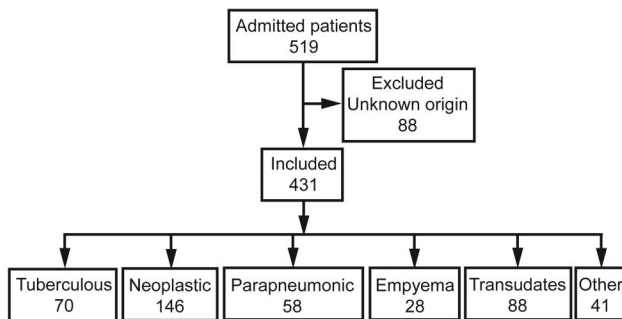 Admitted patients
519
Excluded
Unknown origin
88
Included
431
Tuberculous
70
Neoplastic
146
Parapneumonic
58
Empyema
28
Transudates
88
Other
41